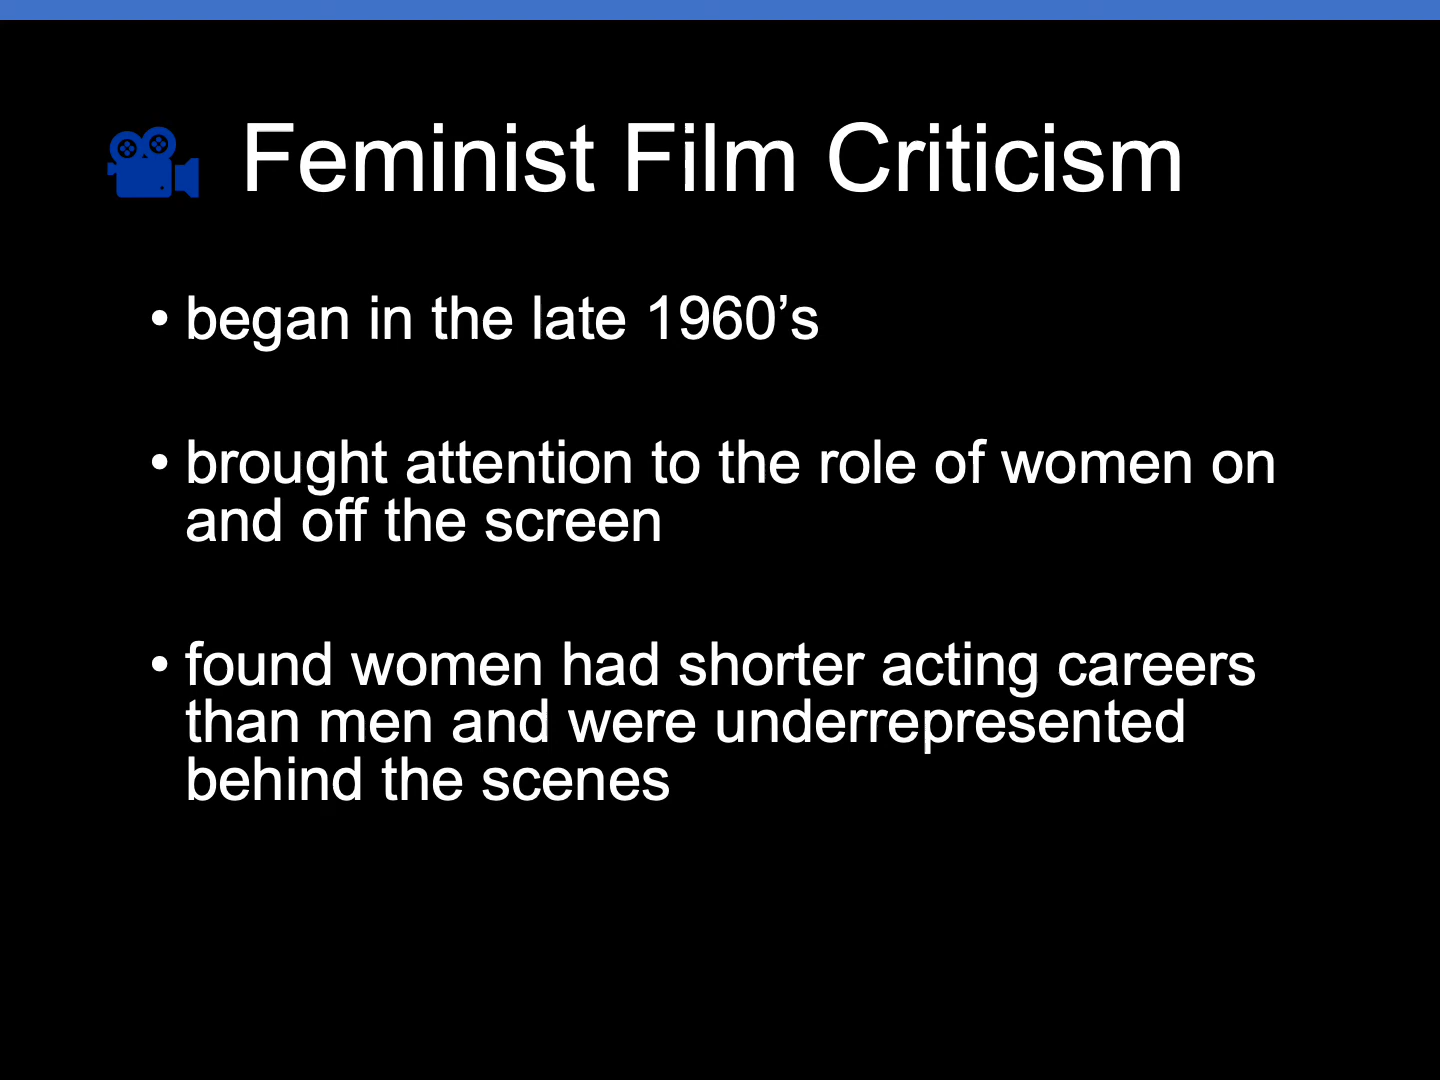 Feminist Film Criticism
• began in the late 1960’s
• brought attention to the role of women on
and off the screen
• found women had shorter acting careers
than men and were underrepresented
behind the scenes